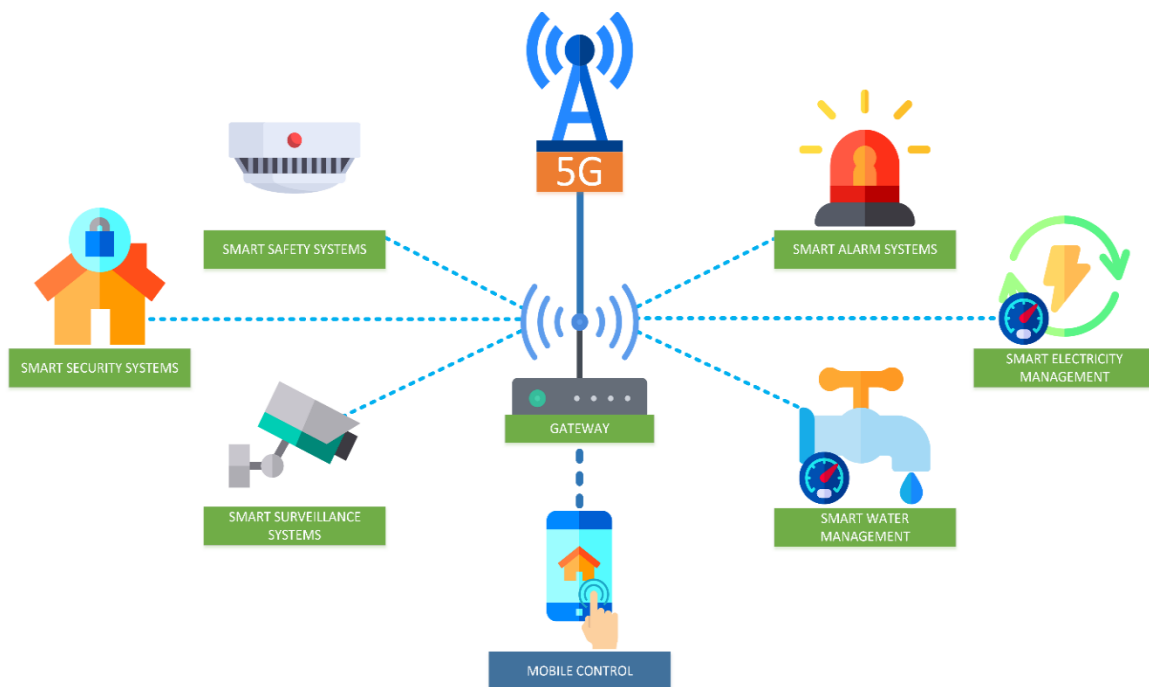 5G
SMART SAFETY SYSTEMS
SMART ALARM SYSTEMS
SMART SECURITY SYSTEMS
SMART ELECTRICITY
MANAGEMENT
GATEWAY
SMART SURVEILLANCE
SYSTEMS
SMART WATER
MANAGEMENT
MOBILE CONTROL